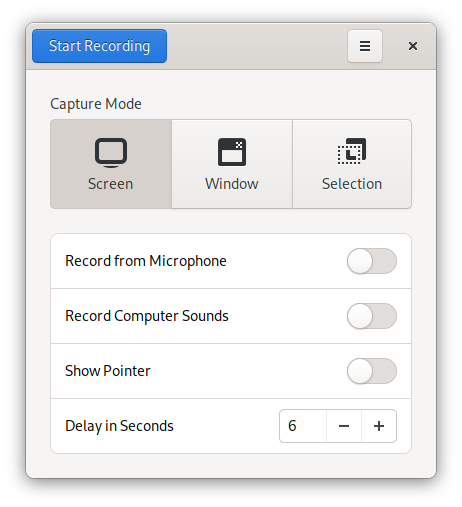 Start Recording
Capture Mode
Screen Window Selection
Record from Microphone
Record Computer Sounds
Show Pointer
Delay in Seconds 6